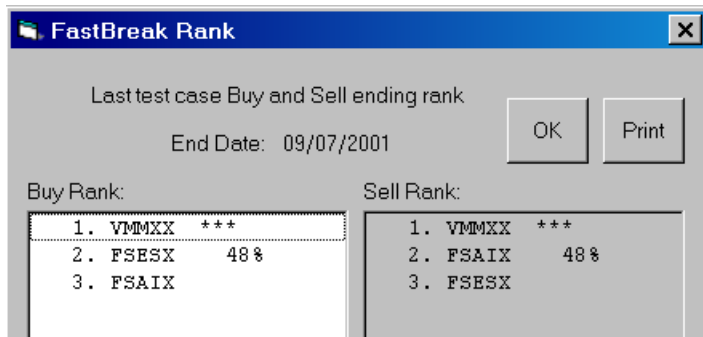 FastBreak Rank
Last test case Buy and Sell ending rank
End Date: 09/07/2001
OK
Print
Buy Rank:
1. VMMXX ***
2. FSESX 48%
3. FSAIX
Sell Rank:
1. VMMXX ***
2. FSAIX 48%
3. FSESX